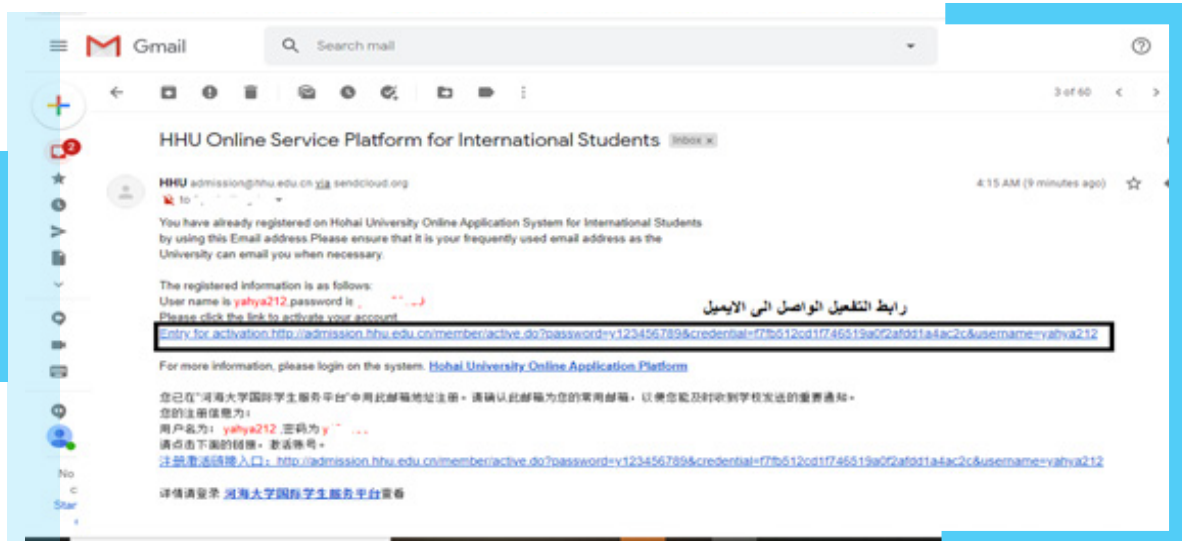 Gmail
Search mail
3 of 60
HHU Online Service Platform for International Students Inbox x
2
HHU admission@hhu.edu.cn via sendcloud.org
4:15 AM (9 minutes ago)
to
You have already registered on Hohai University Online Application System for International Students
by using this Email address.Please ensure that it is your frequently used email address as the
University can email you when necessary.
The registered information is as follows:
User name is yahya212,password is
رابط التفعيل الواصل الى الايميل
Please click the link to activate your account
Entry for activation:http://admission.hhu.edu.cn/member/active.do?password=y123456789&credential=f7fb512cd1f746519a0f2afdd1a4ac2c&username=yahya212
For more information, please login on the system. Hohai University Online Application Platform
您已在“河海大学国际学生服务平台”中用此邮箱地址注册。请确认此邮箱为您的常用邮箱，以便您能及时收到学校发送的重要通知。
您的注册信息为：
用户名为： yahya212 ,密码为 y
请点击下面的链接，激活账号。
注册激活链接入口： http://admission.hhu.edu.cn/member/active.do?password=y123456789&credential=f7fb512cd1f746519a0f2afdd1a4ac2c&username=yahya212
详情请登录 河海大学国际学生服务平台查看
No
c
Star